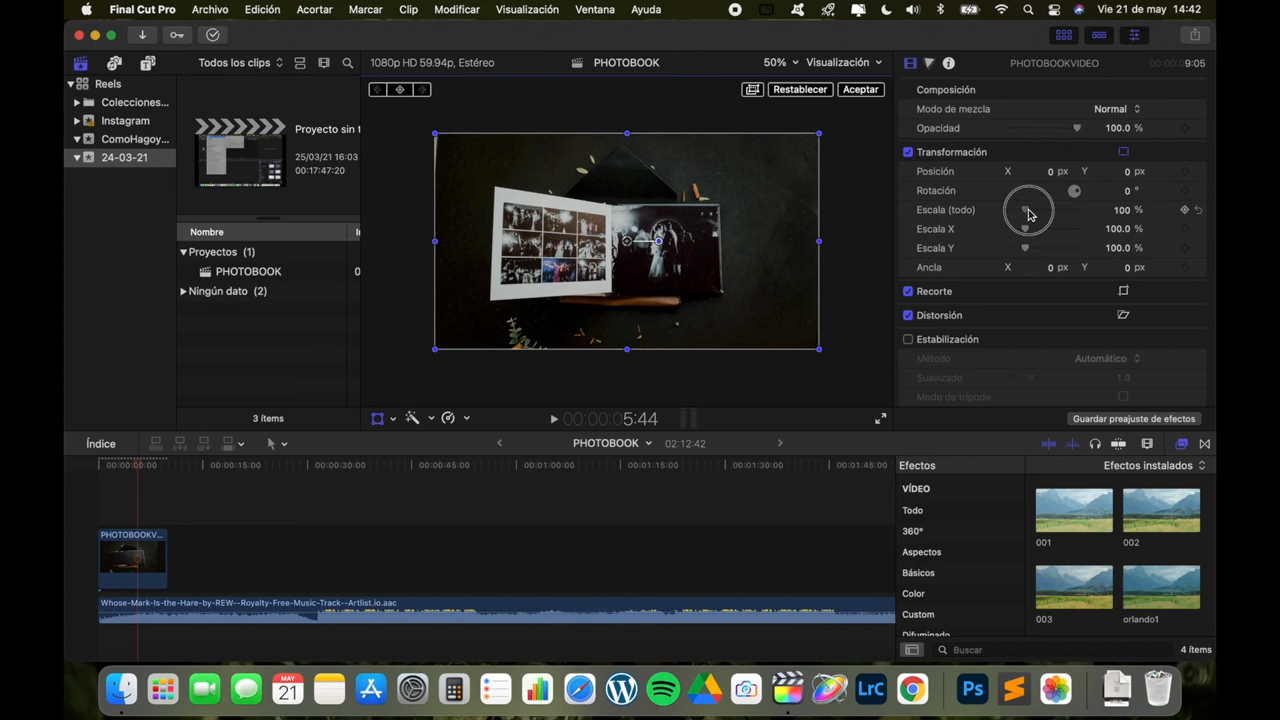 Final Cut Pro Archivo Edición Acortar Marcar Clip Modificar Visualización Ventana Ayuda Vie 21 de may 14:42
Todos los clips
1080p HD 59.94p, Estéreo PHOTOBOOK 50% Visualización
PHOTOBOOKVIDEO 00:00:09:05
Reels
Colecciones...
Instagram
ComoHagoy...
24-03-21
Proyecto sin t
25/03/21 16:03
00:17:47:20
Nombre
Proyectos (1)
PHOTOBOOK 0
Ningún dato (2)
3 ítems
Restablecer Aceptar
00:00:05:44
Composición
Modo de mezcla Normal
Opacidad 100.0 %
Transformación
Posición X 0 px Y 0 px
Rotación 0 °
Escala (todo) 100 %
Escala X 100.0 %
Escala Y 100.0 %
Ancla X 0 px Y 0 px
Recorte
Distorsión
Estabilización
Método Automático
Suavizado 1.0
Modo de trípode
Guardar preajuste de efectos
Índice PHOTOBOOK 02:12:42
00:00:00:00 00:00:15:00 00:00:30:00 00:00:45:00 00:01:00:00 00:01:15:00 00:01:30:00 00:01:45:00
PHOTOBOOKV...
Whose-Mark-Is-the-Hare-by-REW--Royalty-Free-Music-Track--Artlist.io.aac
Efectos Efectos instalados
VÍDEO
Todo
360°
Aspectos
Básicos
Color
Custom
Difuminado
001 002
003 orlando1
Buscar 4 ítems
MAY
21
LrC
Ps